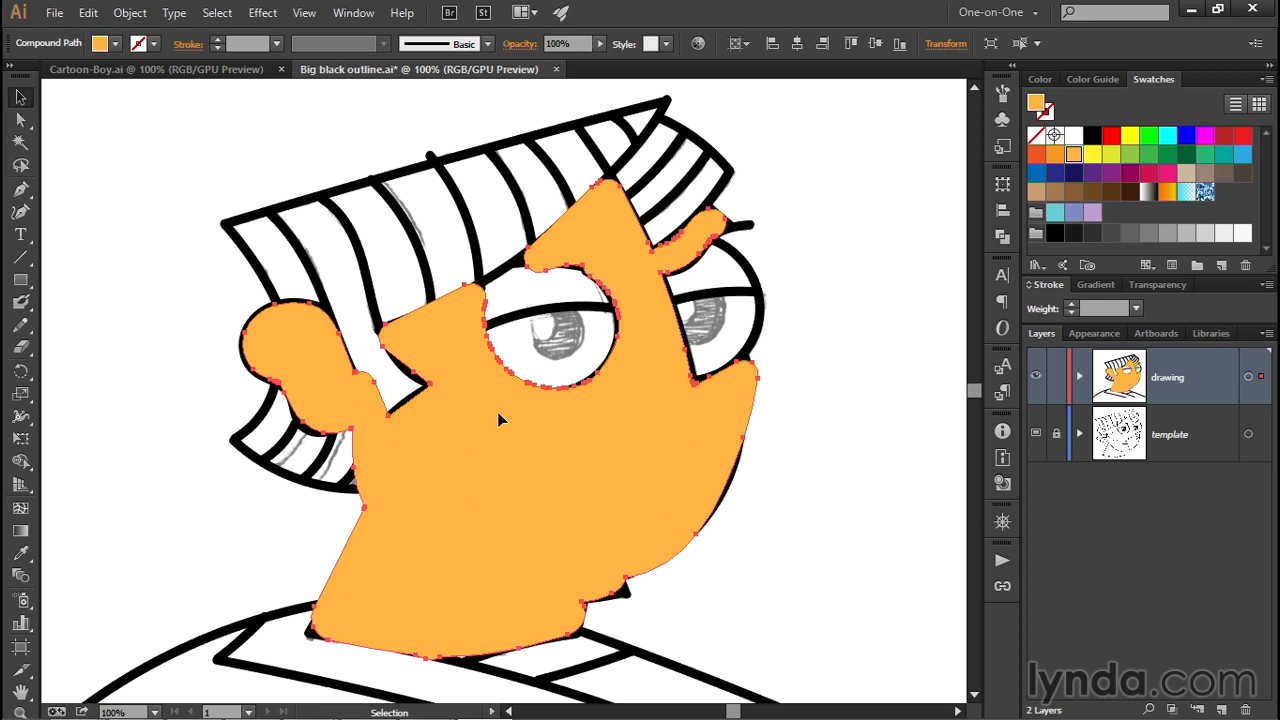 Ai File Edit Object Type Select Effect View Window Help Br St One-on-One
Compound Path Stroke: Basic Opacity: 100% Style: Transform
Cartoon-Boy.ai @ 100% (RGB/GPU Preview) × Big black outline.ai* @ 100% (RGB/GPU Preview) ×
Color Color Guide Swatches
Stroke Gradient Transparency
Weight:
Layers Appearance Artboards Libraries
drawing
template
lynda.com
100% 1 Selection 2 Layers